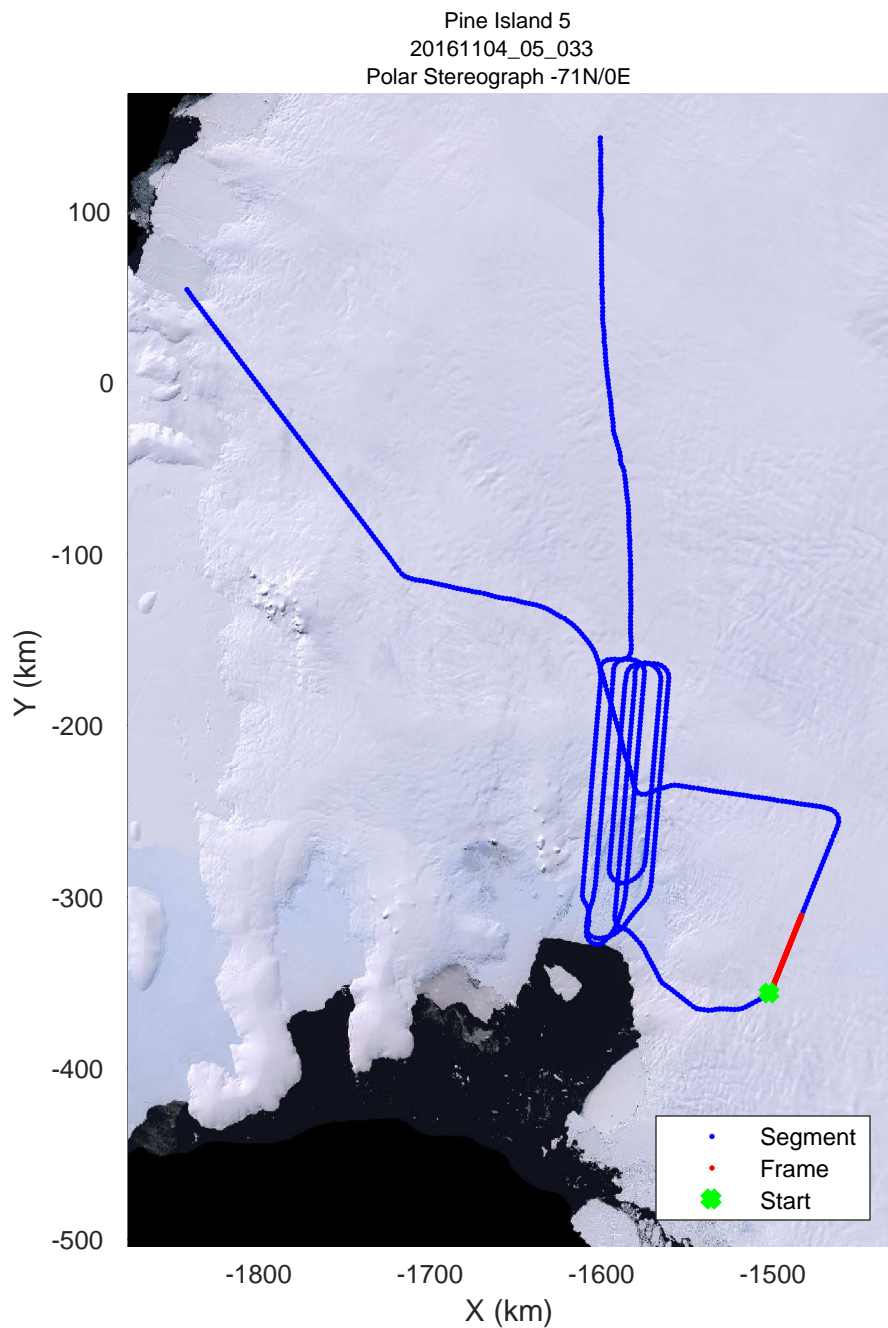 Pine Island 5
20161104_05_033
Polar Stereograph -71N/0E
100
0
-100
-200
-300
-400
-500
Y (km)
-1800
-1700
-1600
-1500
X (km)
Segment
Frame
Start